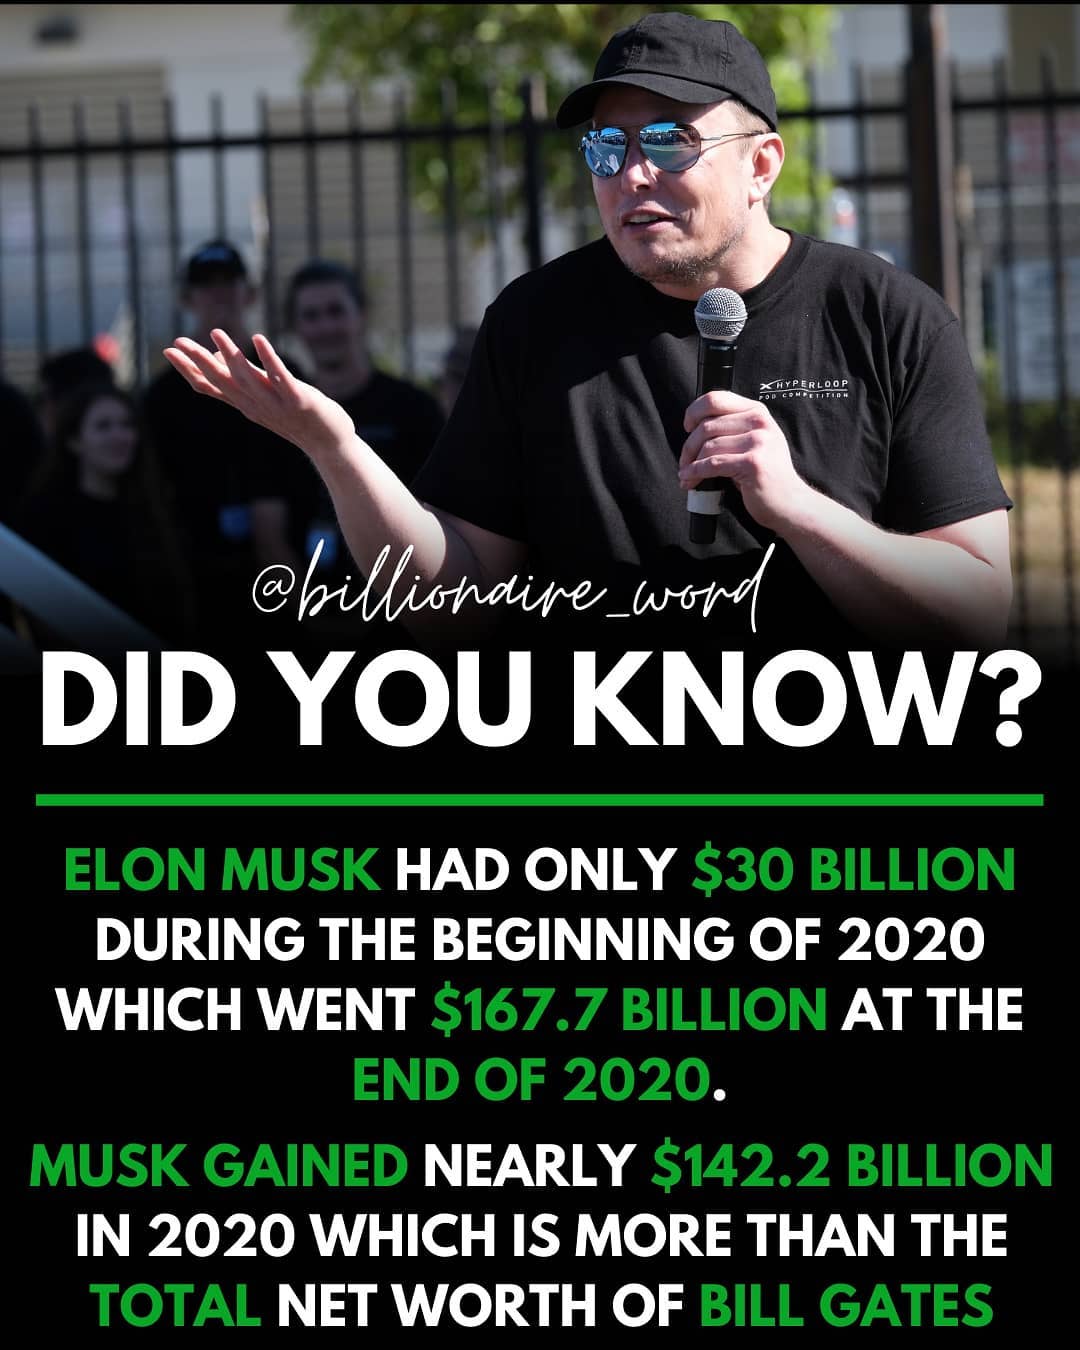 HYPERLOOP
POD COMPETITION
@billionaire_word
DID YOU KNOW?
ELON MUSK HAD ONLY $30 BILLION
DURING THE BEGINNING OF 2020
WHICH WENT $167.7 BILLION AT THE
END OF 2020.
MUSK GAINED NEARLY $142.2 BILLION
IN 2020 WHICH IS MORE THAN THE
TOTAL NET WORTH OF BILL GATES